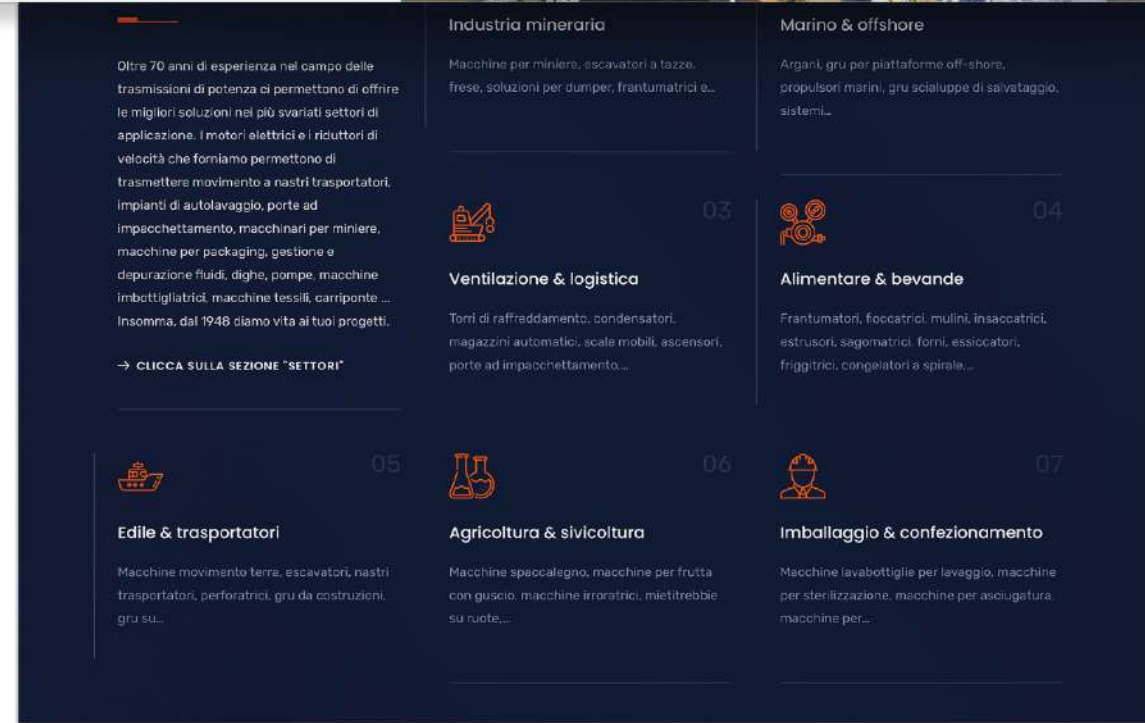 Oltre 70 anni di esperienza nel campo delle
trasmissioni di potenza ci permettono di offrire
le migliori soluzioni nei più svariati settori di
applicazione. I motori elettrici e i riduttori di
velocità che forniamo permettono di
trasmettere movimento a nastri trasportatori,
impianti di autolavaggio, porte ad
impacchettamento, macchinari per miniere,
macchine per packaging, gestione e
depurazione fluidi, dighe, pompe, macchine
imbottigliatrici, macchine tessili, carriponte ...
Insomma, dal 1948 diamo vita ai tuoi progetti.
→ CLICCA SULLA SEZIONE "SETTORI"
Industria mineraria
Macchine per miniere, escavatori a tazze,
frese, soluzioni per dumper, frantumatrici e...
Marino & offshore
Argani, gru per piattaforme off-shore,
propulsori marini, gru scialuppe di salvataggio,
sistemi...
03
Ventilazione & logistica
Torri di raffreddamento, condensatori,
magazzini automatici, scale mobili, ascensori,
porte ad impacchettamento,...
04
Alimentare & bevande
Frantumatori, fioccatrici, mulini, insaccatrici,
estrusori, sagomatrici, forni, essiccatori,
friggitrici, congelatori a spirale,...
05
Edile & trasportatori
Macchine movimento terra, escavatori, nastri
trasportatori, perforatrici, gru da costruzioni,
gru su...
06
Agricoltura & sivicoltura
Macchine spaccalegno, macchine per frutta
con guscio, macchine irroratrici, mietitrebbie
su ruote,...
07
Imballaggio & confezionamento
Macchine lavabottiglie per lavaggio, macchine
per sterilizzazione, macchine per asciugatura,
macchine per...